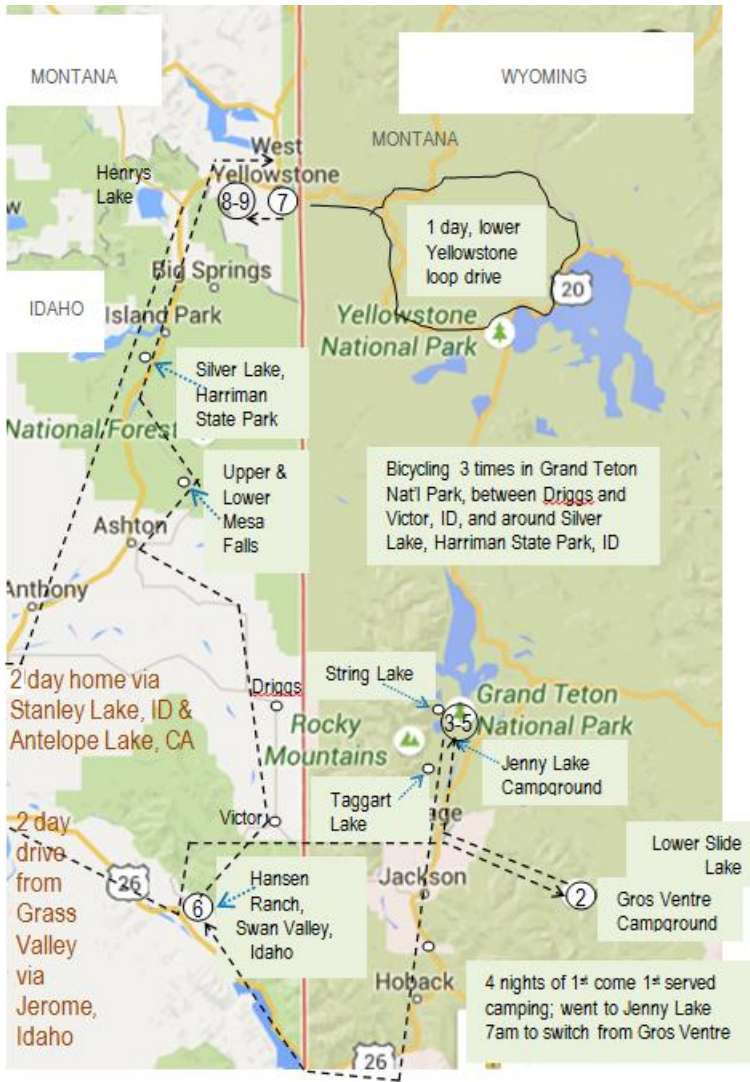 MONTANA
WYOMING
MONTANA
West
Yellowstone
Henrys
Lake
8-9
7
w
1 day, lower
Yellowstone
loop drive
Big Springs
20
IDAHO
Island Park
Yellowstone
National Park
Silver Lake,
Harriman
State Park
National Forest
Upper &
Lower
Mesa
Falls
Bicycling 3 times in Grand Teton
Nat'l Park, between Driggs and
Victor, ID, and around Silver
Lake, Harriman State Park, ID
Ashton
Anthony
2 day home via
Stanley Lake, ID &
Antelope Lake, CA
Driggs
String Lake
Grand Teton
National Park
3-5
Rocky
Mountains
Jenny Lake
Campground
Taggart
Lake
age
Victor
2 day
drive
from
Grass
Valley
via
Jerome,
Idaho
26
6
Hansen
Ranch,
Swan Valley,
Idaho
Jackson
Lower Slide
Lake
2
Gros Ventre
Campground
Hoback
26
4 nights of 1st come 1st served
camping; went to Jenny Lake
7am to switch from Gros Ventre